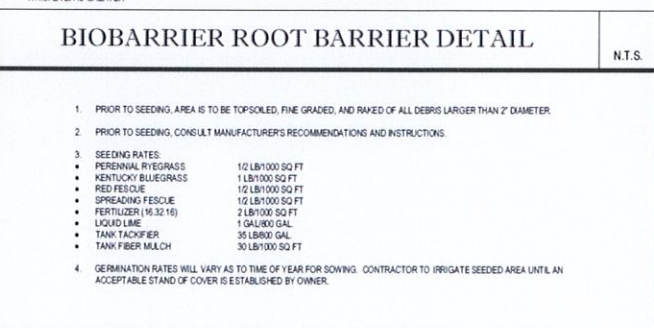 BIOBARRIER ROOT BARRIER DETAIL
N.T.S.
1. PRIOR TO SEEDING, AREA IS TO BE TOPSOILED, FINE GRADED, AND RAKED OF ALL DEBRIS LARGER THAN 2" DIAMETER.
2. PRIOR TO SEEDING, CONSULT MANUFACTURER'S RECOMMENDATIONS AND INSTRUCTIONS.
3. SEEDING RATES:
• PERENNIAL RYEGRASS 1/2 LB/1000 SQ FT
• KENTUCKY BLUEGRASS 1 LB/1000 SQ FT
• RED FESCUE 1/2 LB/1000 SQ FT
• SPREADING FESCUE 1/2 LB/1000 SQ FT
• FERTILIZER (16.32.16) 2 LB/1000 SQ FT
• LIQUID LIME 1 GAL/800 GAL.
• TANK TACKIFIER 35 LB/800 GAL.
• TANK FIBER MULCH 30 LB/1000 SQ FT
4. GERMINATION RATES WILL VARY AS TO TIME OF YEAR FOR SOWING. CONTRACTOR TO IRRIGATE SEEDED AREA UNTIL AN
ACCEPTABLE STAND OF COVER IS ESTABLISHED BY OWNER.